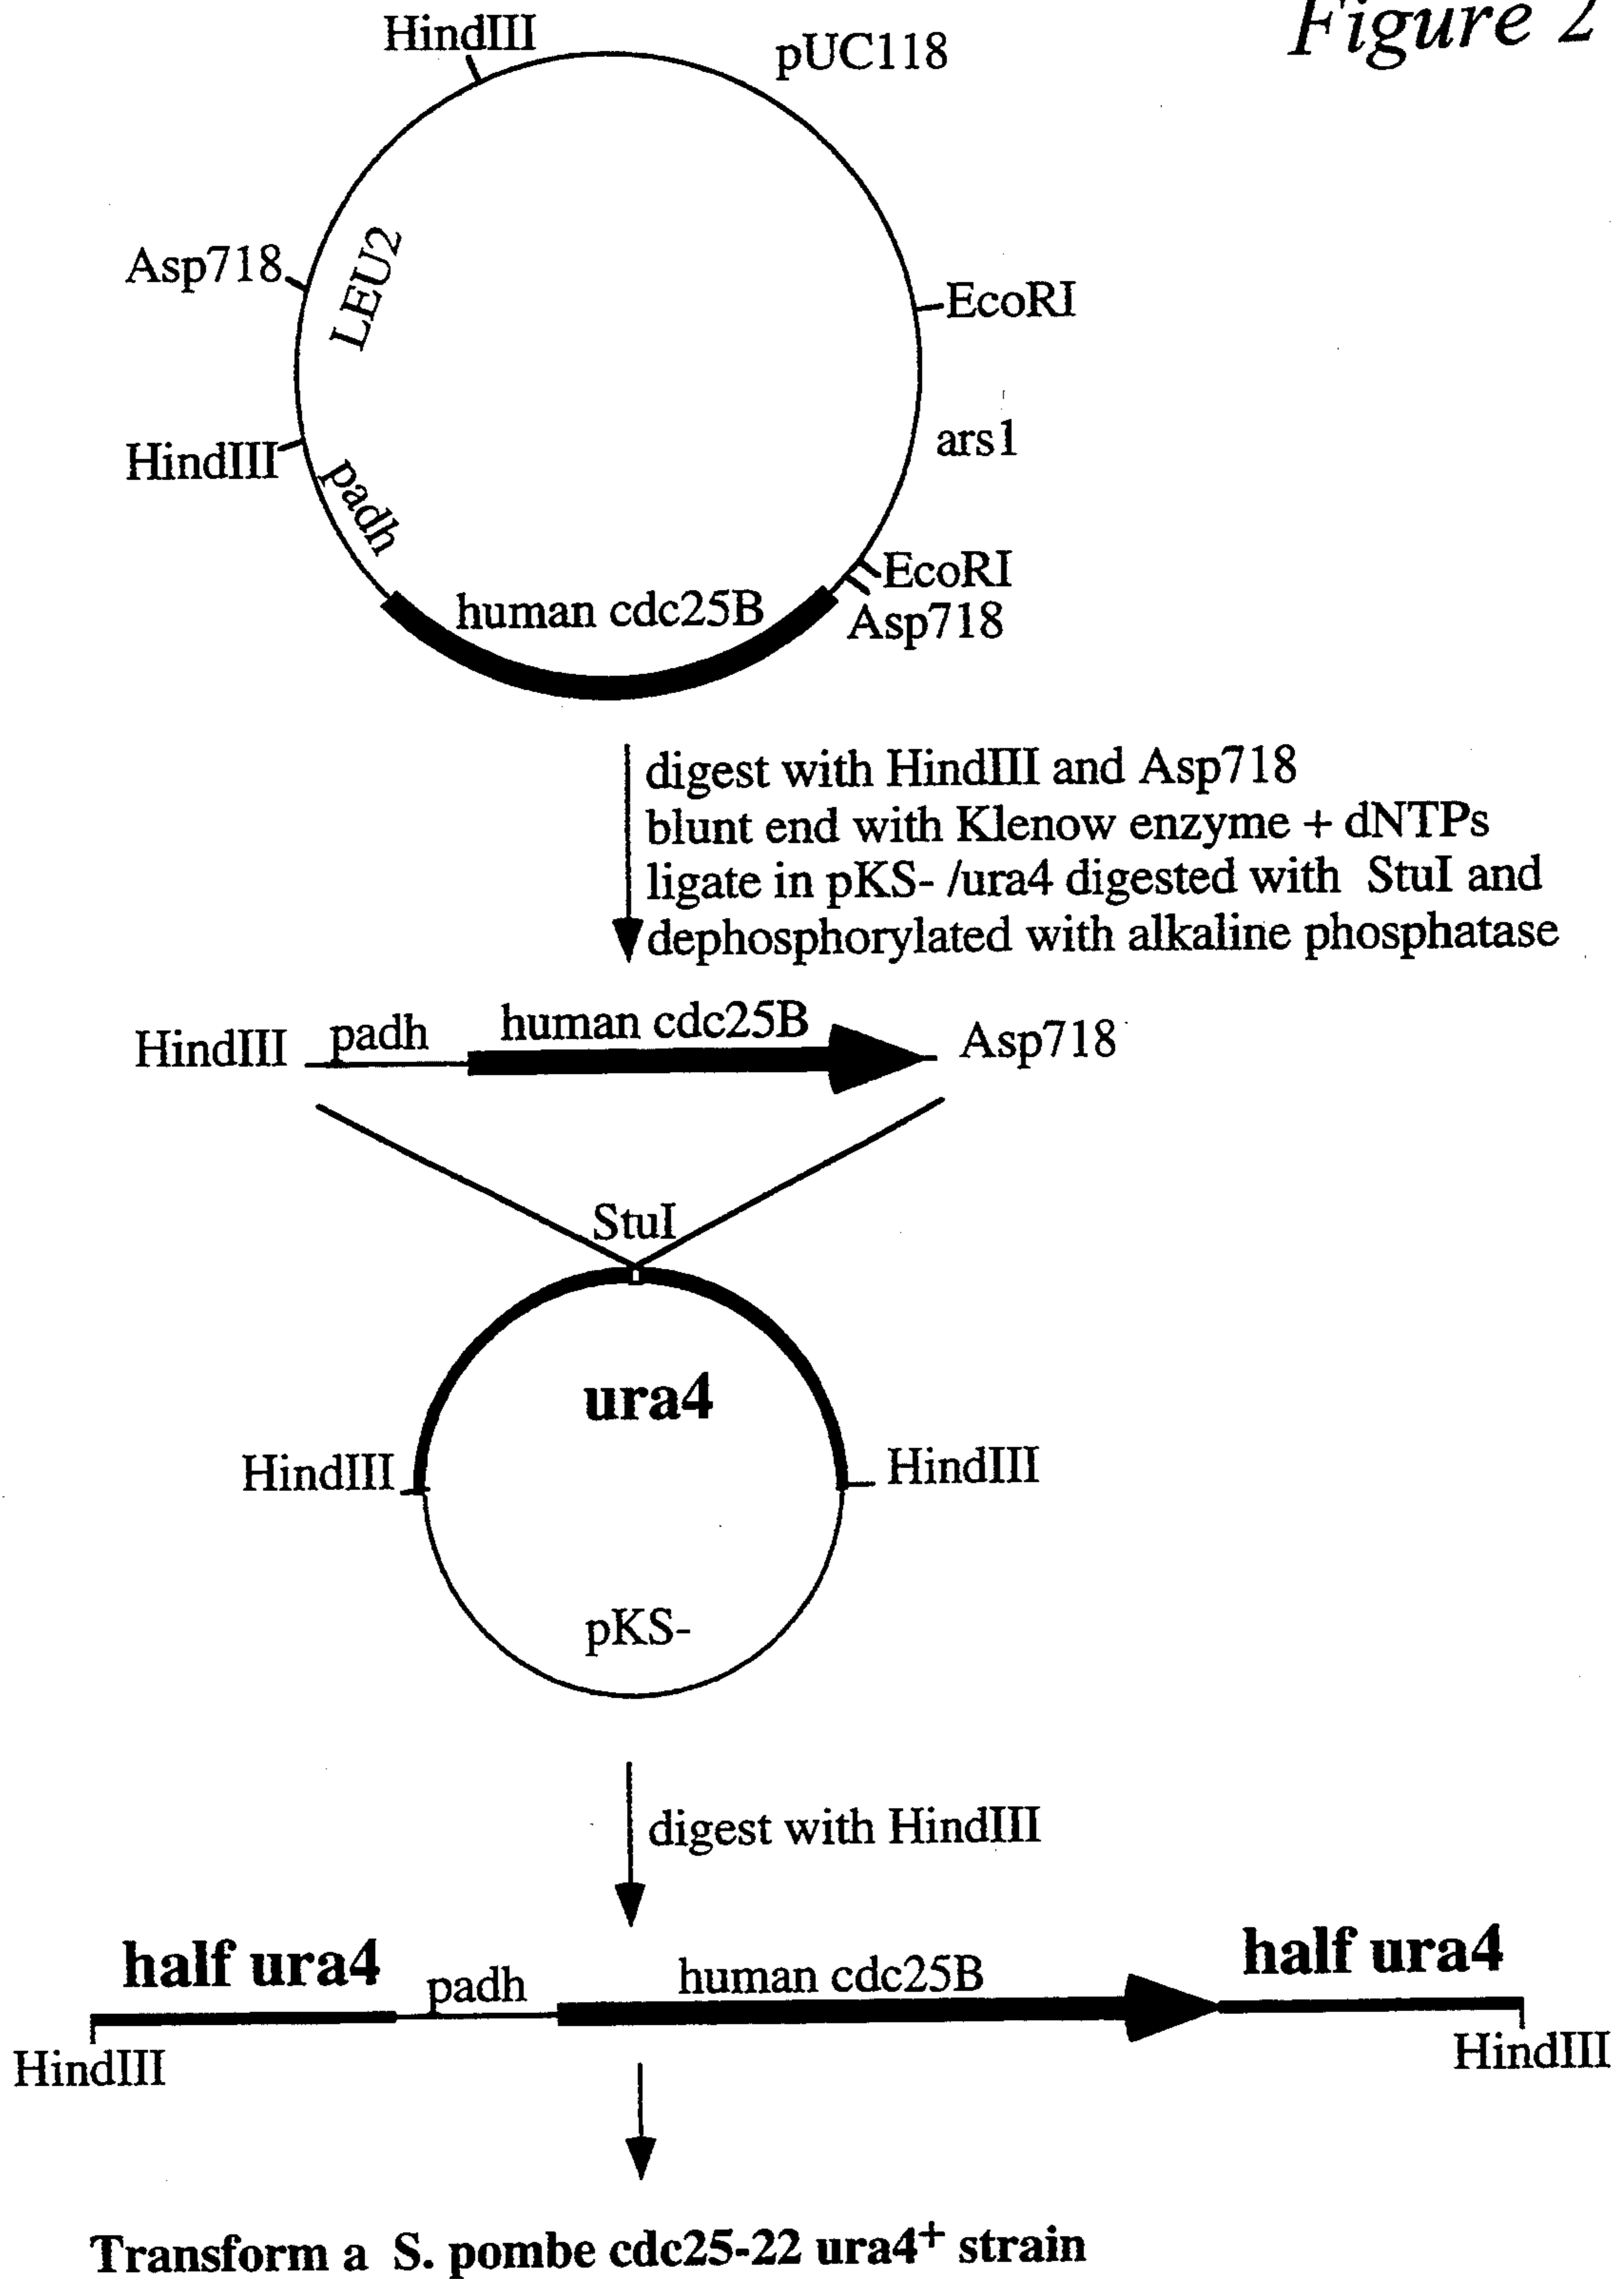 Figure 2
HindIII
pUC118
Asp718
LEU2
EcoRI
HindIII
padh
ars1
EcoRI
human cdc25B
Asp718
digest with HindIII and Asp718
blunt end with Klenow enzyme + dNTPs
ligate in pKS- /ura4 digested with StuI and
dephosphorylated with alkaline phosphatase
HindIII
padh
human cdc25B
Asp718
StuI
ura4
HindIII
HindIII
pKS-
digest with HindIII
half ura4
padh
human cdc25B
half ura4
HindIII
HindIII
Transform a S. pombe cdc25-22 ura4+ strain